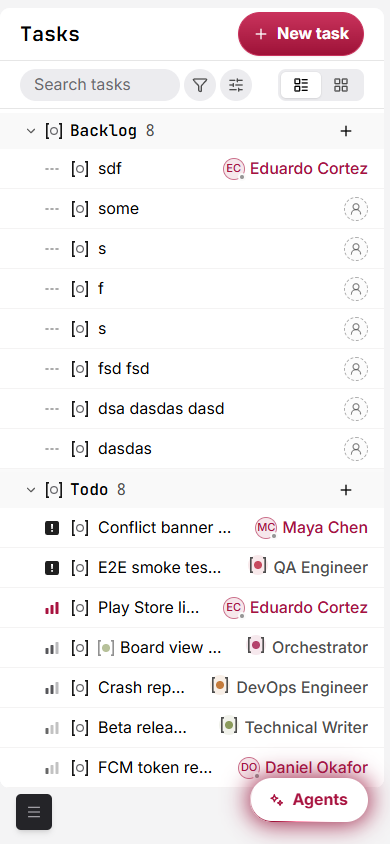 Tasks
+ New task
Search tasks
[o] Backlog 8 +
--- [o] sdf EC Eduardo Cortez
--- [o] some
--- [o] s
--- [o] f
--- [o] s
--- [o] fsd fsd
--- [o] dsa dasdas dasd
--- [o] dasdas
[o] Todo 8 +
! [o] Conflict banner ... MC Maya Chen
! [o] E2E smoke tes... QA Engineer
[o] Play Store li... EC Eduardo Cortez
[o] Board view ... Orchestrator
[o] Crash rep... DevOps Engineer
[o] Beta relea... Technical Writer
[o] FCM token re... DO Daniel Okafor
Agents